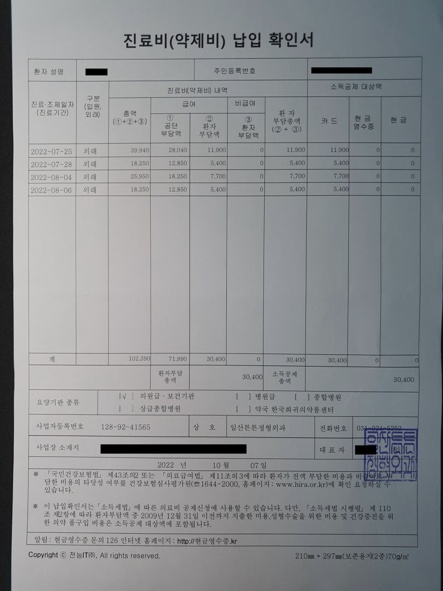 진료비(약제비) 납입 확인서
환자 성명 주민등록번호
진료·조제일자 (진료기간) 구분 (입원, 외래) 진료비(약제비) 내역 소득공제 대상액
총액 (①+②+③) 급여 비급여 환자 부담총액 (②+③) 카드 현금 영수증 현금
① 공단 부담액 ② 환자 부담액 ③ 환자 부담액
2022-07-25 외래 39,940 28,040 11,900 0 11,900 11,900 0 0
2022-07-28 외래 18,250 12,850 5,400 0 5,400 5,400 0 0
2022-08-04 외래 25,950 18,250 7,700 0 7,700 7,700 0 0
2022-08-06 외래 18,250 12,850 5,400 0 5,400 5,400 0 0
계 102,390 71,990 30,400 0 30,400 30,400 0 0
환자부담 총액 30,400 소득공제 총액 30,400
요양기관 종류 [√] 의원급·보건기관 [ ] 병원급 [ ] 종합병원
[ ] 상급종합병원 [ ] 약국 한국희귀의약품센터
사업자등록번호 128-92-41565 상 호 일산튼튼정형외과 전화번호
사업장 소재지 대 표 자
2022 년 10 월 07 일
※ 「국민건강보험법」 제43조의2 또는 「의료급여법」 제11조의3에 따라 환자가 전액 부담한 비용과 비
담한 비용의 타당성 여부를 건강보험심사평가원(☎1644-2000, 홈페이지 : www.hira.or.kr)에 확인 요청하실 수
있습니다.
※ 이 납입확인서는 「소득세법」에 따른 의료비 공제신청에 사용할 수 있습니다. 다만, 「소득세법 시행령」 제 110
조 제2항에 따라 환자부담액 중 2009년 12월 31일 이전까지 지출한 미용,성형수술을 위한 비용 및 건강증진을 위
한 의약 품구입 비용은 소득공제 대상액에 포함됩니다.
알림 : 현금영수증 문의126 인터넷 홈페이지 : http://현금영수증.kr
Copyright ⓒ 전능IT㈜, All rights reserved. 210㎜ * 297㎜(보존용지(2종)70g/㎡